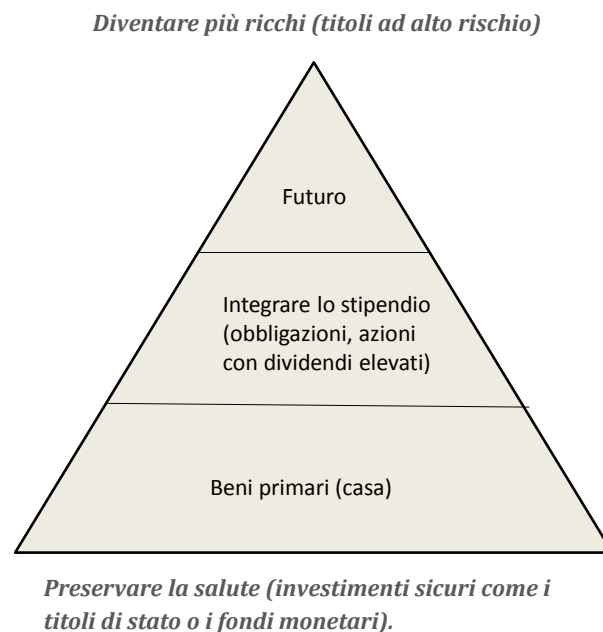 Diventare più ricchi (titoli ad alto rischio)
Futuro
Integrare lo stipendio
(obbligazioni, azioni
con dividendi elevati)
Beni primari (casa)
Preservare la salute (investimenti sicuri come i
titoli di stato o i fondi monetari).